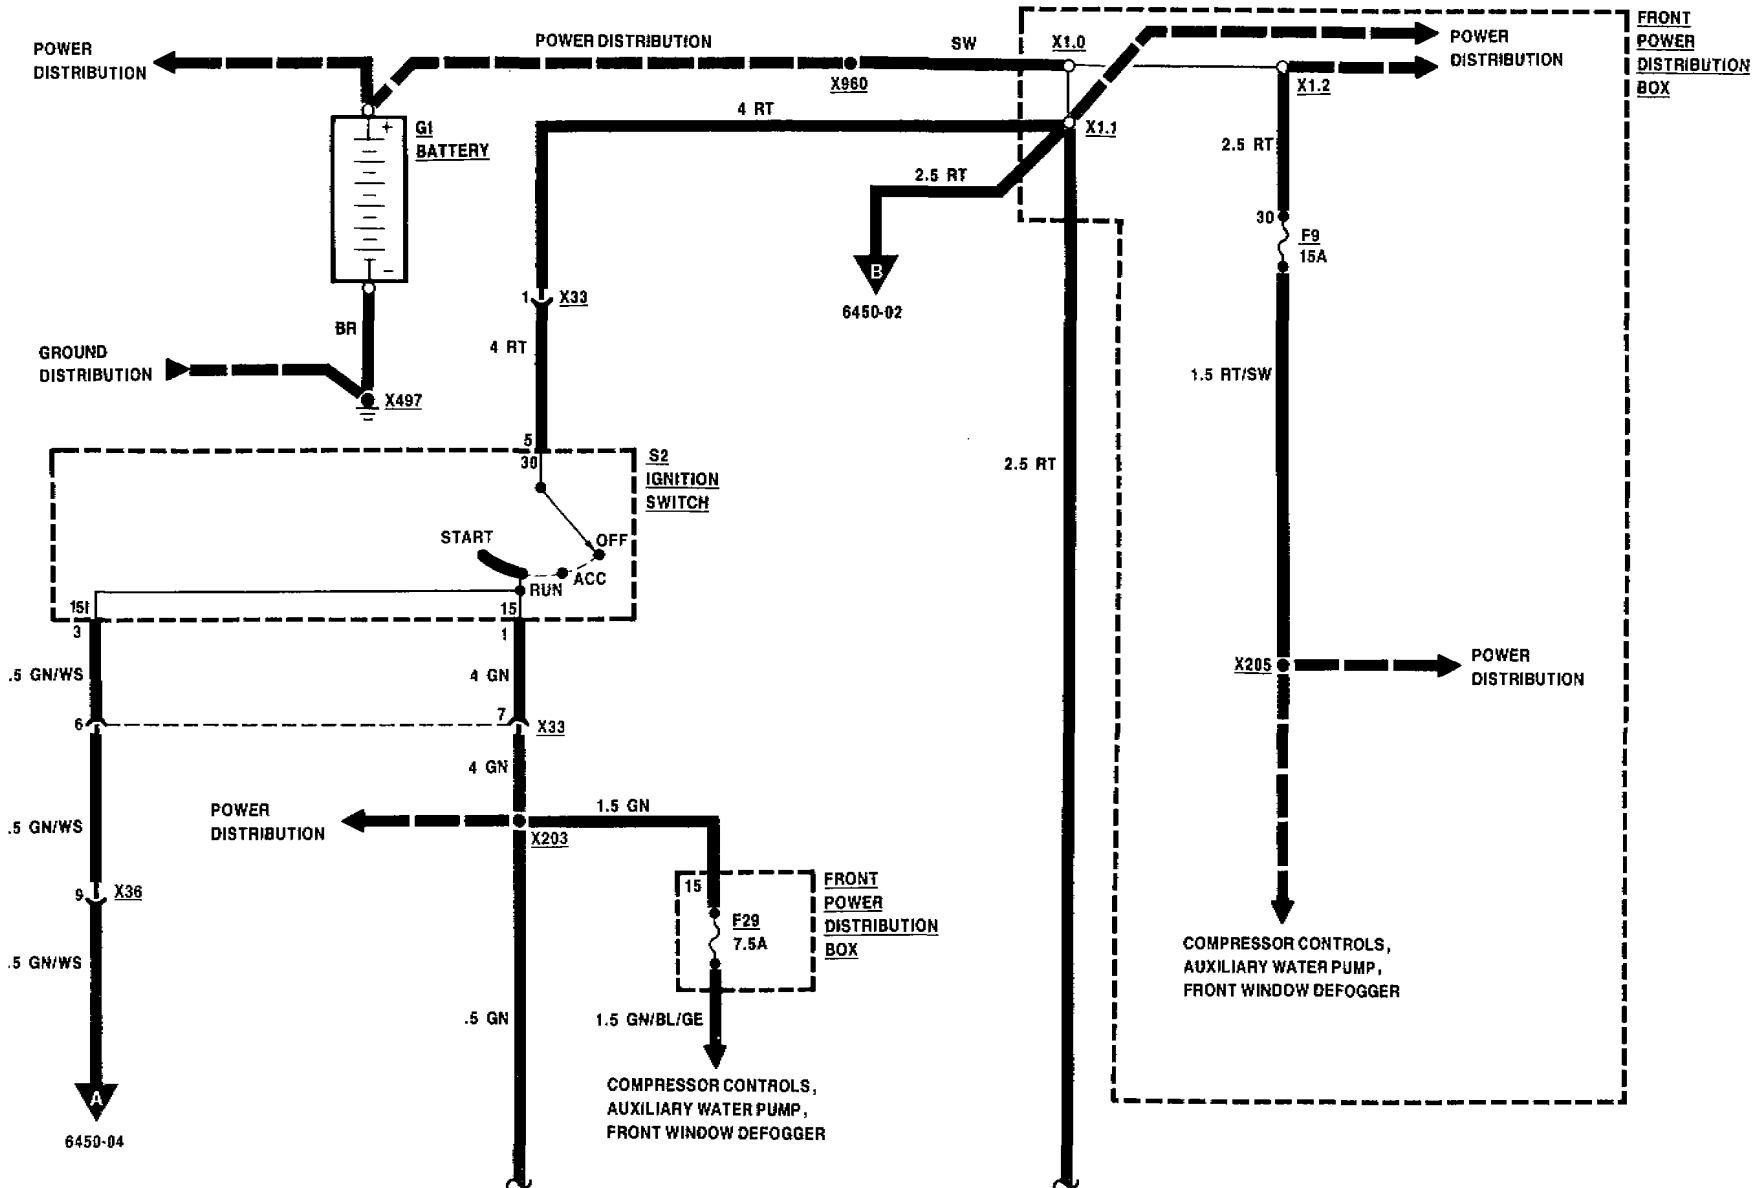 POWER
DISTRIBUTION
POWER DISTRIBUTION
X960
SW
X1.0
POWER
DISTRIBUTION
FRONT
POWER
DISTRIBUTION
BOX
X1.2
X1.1
4 RT
+
G1
BATTERY
-
2.5 RT
2.5 RT
30
F9
15A
B
6450-02
1
X33
BR
4 RT
GROUND
DISTRIBUTION
X497
1.5 RT/SW
5
30
S2
IGNITION
SWITCH
2.5 RT
START
OFF
ACC
RUN
15I
3
15
1
.5 GN/WS
4 GN
6
7
X33
X205
POWER
DISTRIBUTION
4 GN
POWER
DISTRIBUTION
1.5 GN
X203
.5 GN/WS
9
X36
15
F29
7.5A
FRONT
POWER
DISTRIBUTION
BOX
.5 GN/WS
COMPRESSOR CONTROLS,
AUXILIARY WATER PUMP,
FRONT WINDOW DEFOGGER
.5 GN
1.5 GN/BL/GE
A
6450-04
COMPRESSOR CONTROLS,
AUXILIARY WATER PUMP,
FRONT WINDOW DEFOGGER